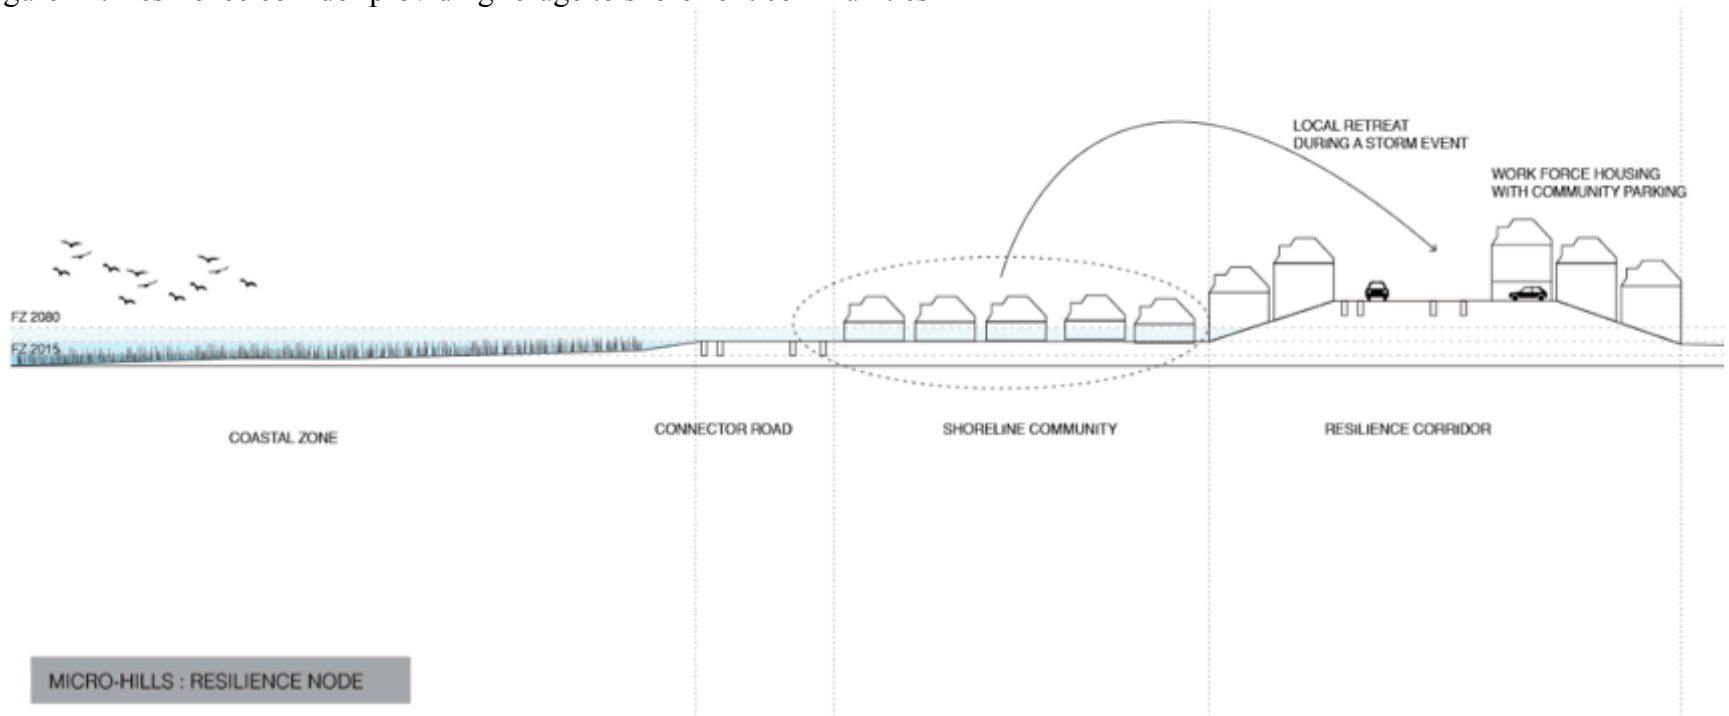 LOCAL RETREAT
DURING A STORM EVENT
WORK FORCE HOUSING
WITH COMMUNITY PARKING
FZ 2080
FZ 2015
COASTAL ZONE
CONNECTOR ROAD
SHORELINE COMMUNITY
RESILIENCE CORRIDOR
MICRO-HILLS : RESILIENCE NODE